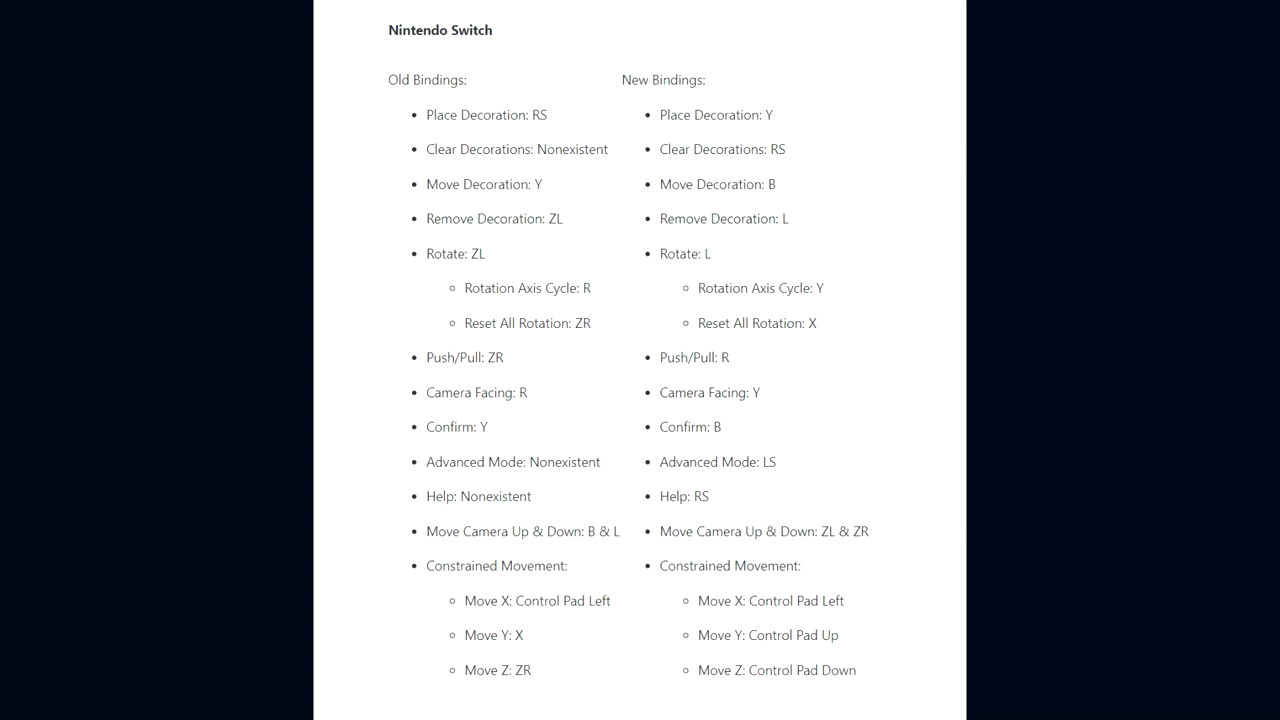 Nintendo Switch
Old Bindings:
Place Decoration: RS
Clear Decorations: Nonexistent
Move Decoration: Y
Remove Decoration: ZL
Rotate: ZL
Rotation Axis Cycle: R
Reset All Rotation: ZR
Push/Pull: ZR
Camera Facing: R
Confirm: Y
Advanced Mode: Nonexistent
Help: Nonexistent
Move Camera Up & Down: B & L
Constrained Movement:
Move X: Control Pad Left
Move Y: X
Move Z: ZR
New Bindings:
Place Decoration: Y
Clear Decorations: RS
Move Decoration: B
Remove Decoration: L
Rotate: L
Rotation Axis Cycle: Y
Reset All Rotation: X
Push/Pull: R
Camera Facing: Y
Confirm: B
Advanced Mode: LS
Help: RS
Move Camera Up & Down: ZL & ZR
Constrained Movement:
Move X: Control Pad Left
Move Y: Control Pad Up
Move Z: Control Pad Down